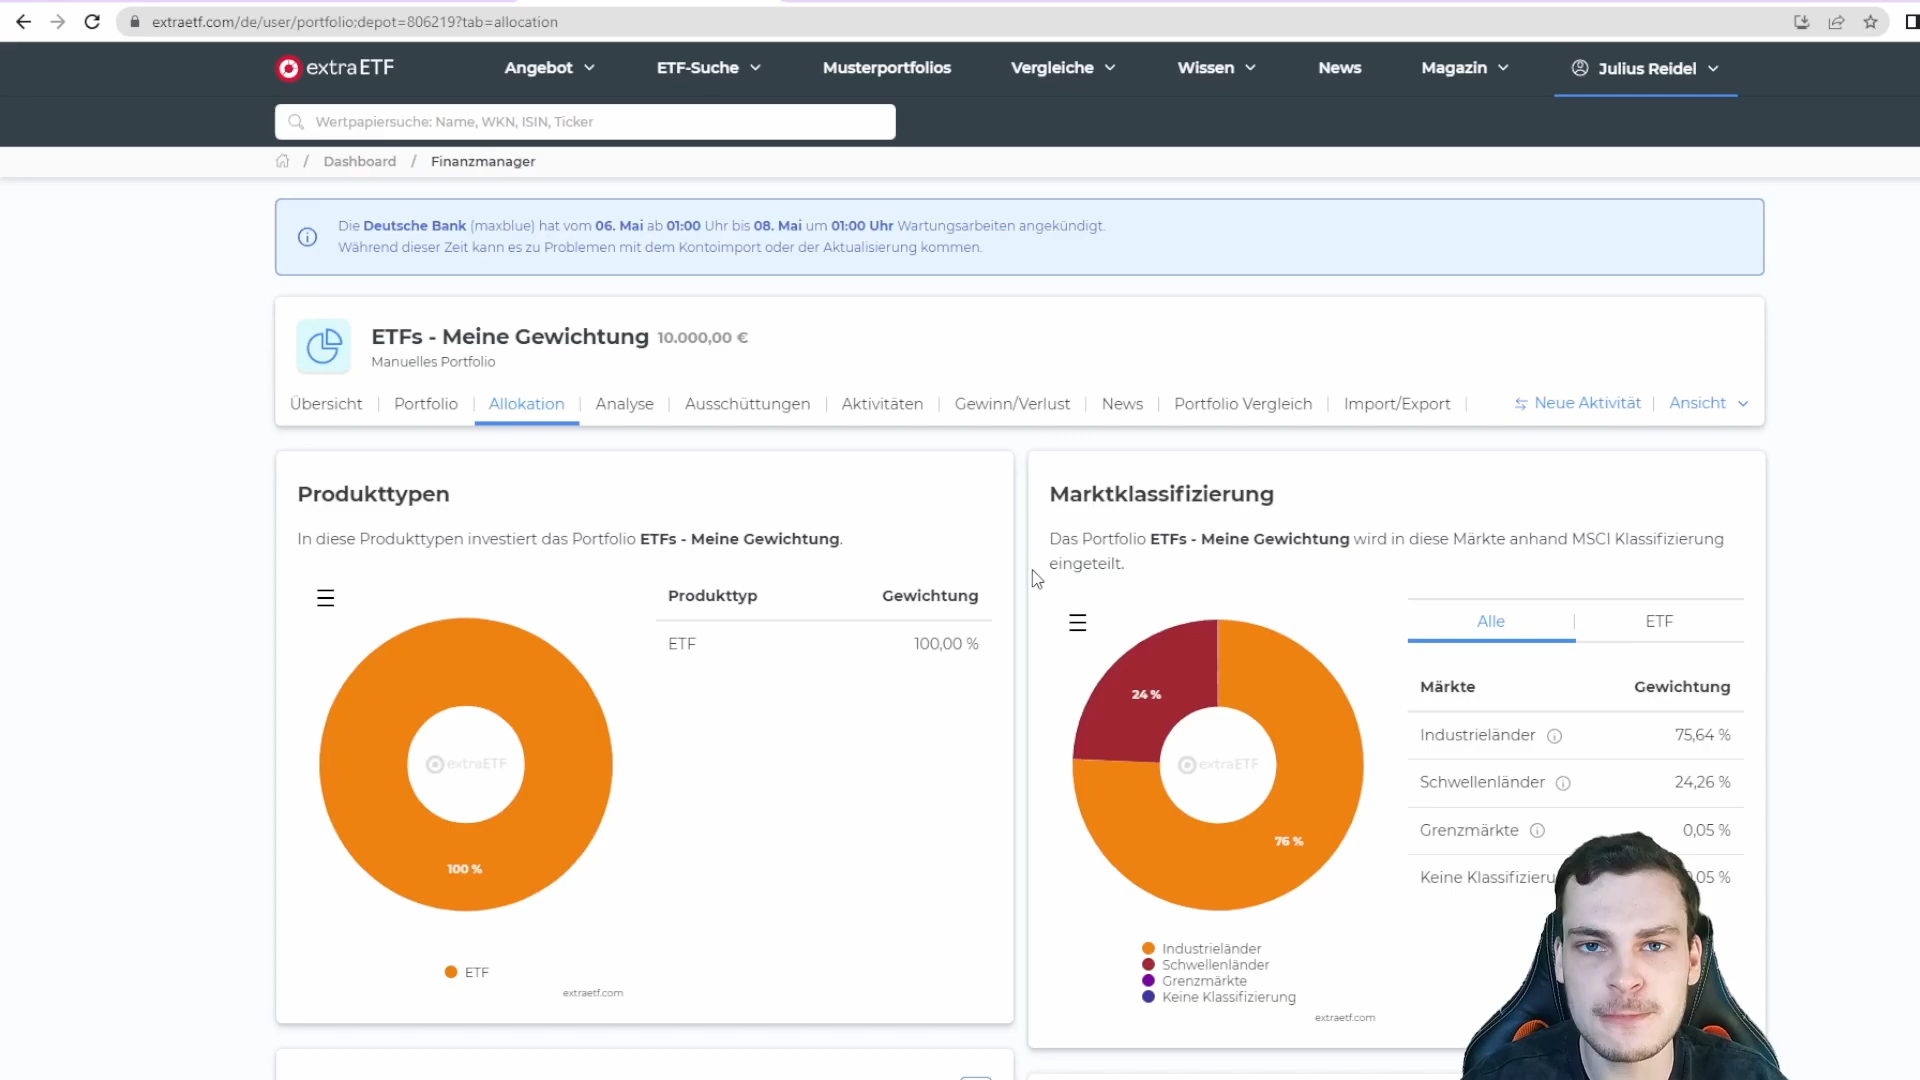 extraetf.com/de/user/portfolio;depot=806219?tab=allocation
extraETF
Angebot
ETF-Suche
Musterportfolios
Vergleiche
Wissen
News
Magazin
Julius Reidel
Wertpapiersuche: Name, WKN, ISIN, Ticker
/ Dashboard / Finanzmanager
Die Deutsche Bank (maxblue) hat vom 06. Mai ab 01:00 Uhr bis 08. Mai um 01:00 Uhr Wartungsarbeiten angekündigt.
Während dieser Zeit kann es zu Problemen mit dem Kontoimport oder der Aktualisierung kommen.
ETFs - Meine Gewichtung 10.000,00 €
Manuelles Portfolio
Übersicht
Portfolio
Allokation
Analyse
Ausschüttungen
Aktivitäten
Gewinn/Verlust
News
Portfolio Vergleich
Import/Export
Neue Aktivität
Ansicht
Produkttypen
In diese Produkttypen investiert das Portfolio ETFs - Meine Gewichtung.
Produkttyp Gewichtung
ETF 100,00 %
extraETF
100 %
ETF
extraetf.com
Marktklassifizierung
Das Portfolio ETFs - Meine Gewichtung wird in diese Märkte anhand MSCI Klassifizierung
eingeteilt.
Alle
ETF
24 %
extraETF
76 %
Märkte Gewichtung
Industrieländer 75,64 %
Schwellenländer 24,26 %
Grenzmärkte 0,05 %
Keine Klassifizieru ,05 %
Industrieländer
Schwellenländer
Grenzmärkte
Keine Klassifizierung
extraetf.com